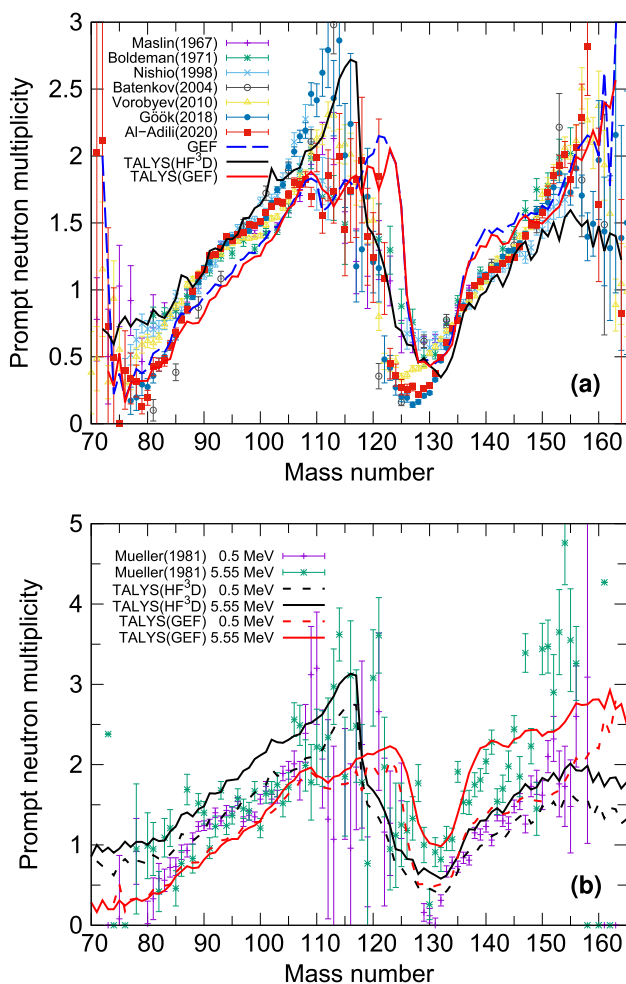 3
2.5
2
1.5
1
0.5
0
Prompt neutron multiplicity
Maslin(1967)
Boldeman(1971)
Nishio(1998)
Batenkov(2004)
Vorobyev(2010)
Göök(2018)
Al−Adili(2020)
GEF
TALYS(HF³D)
TALYS(GEF)
(a)
70 80 90 100 110 120 130 140 150 160
Mass number
5
4
3
2
1
0
Prompt neutron multiplicity
Mueller(1981) 0.5 MeV
Mueller(1981) 5.55 MeV
TALYS(HF³D) 0.5 MeV
TALYS(HF³D) 5.55 MeV
TALYS(GEF) 0.5 MeV
TALYS(GEF) 5.55 MeV
(b)
70 80 90 100 110 120 130 140 150 160
Mass number